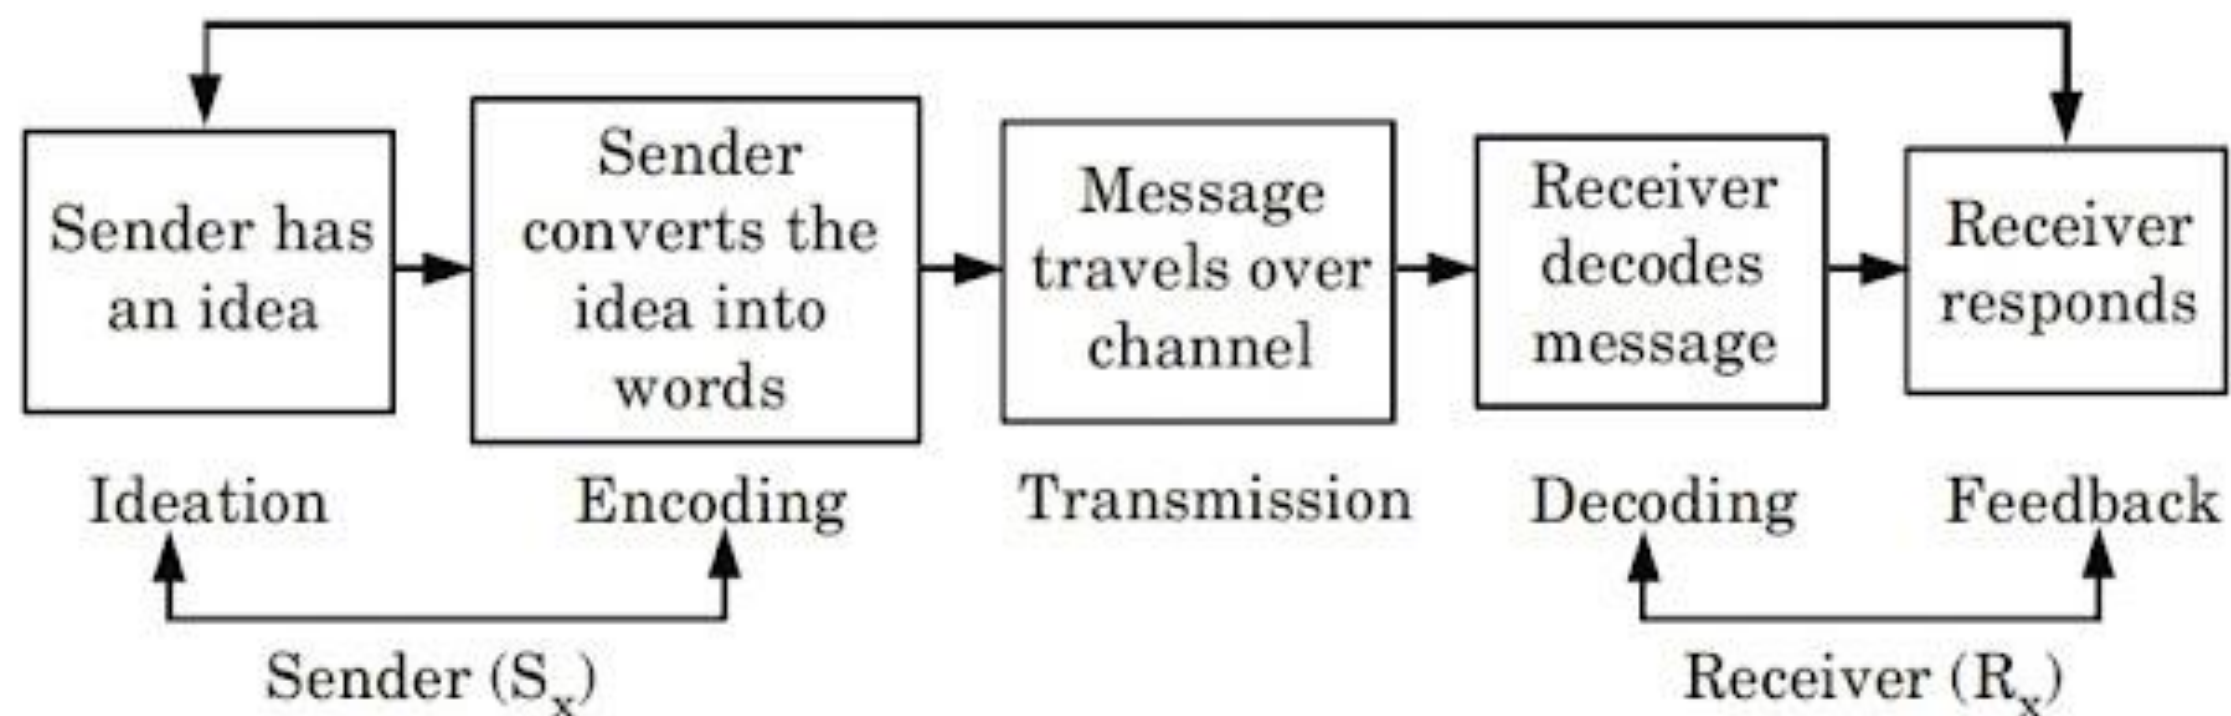 Sender has
an idea
Sender
converts the
idea into
words
Message
travels over
channel
Receiver
decodes
message
Receiver
responds
Ideation
Encoding
Transmission
Decoding
Feedback
Sender (Sx)
Receiver (Rx)